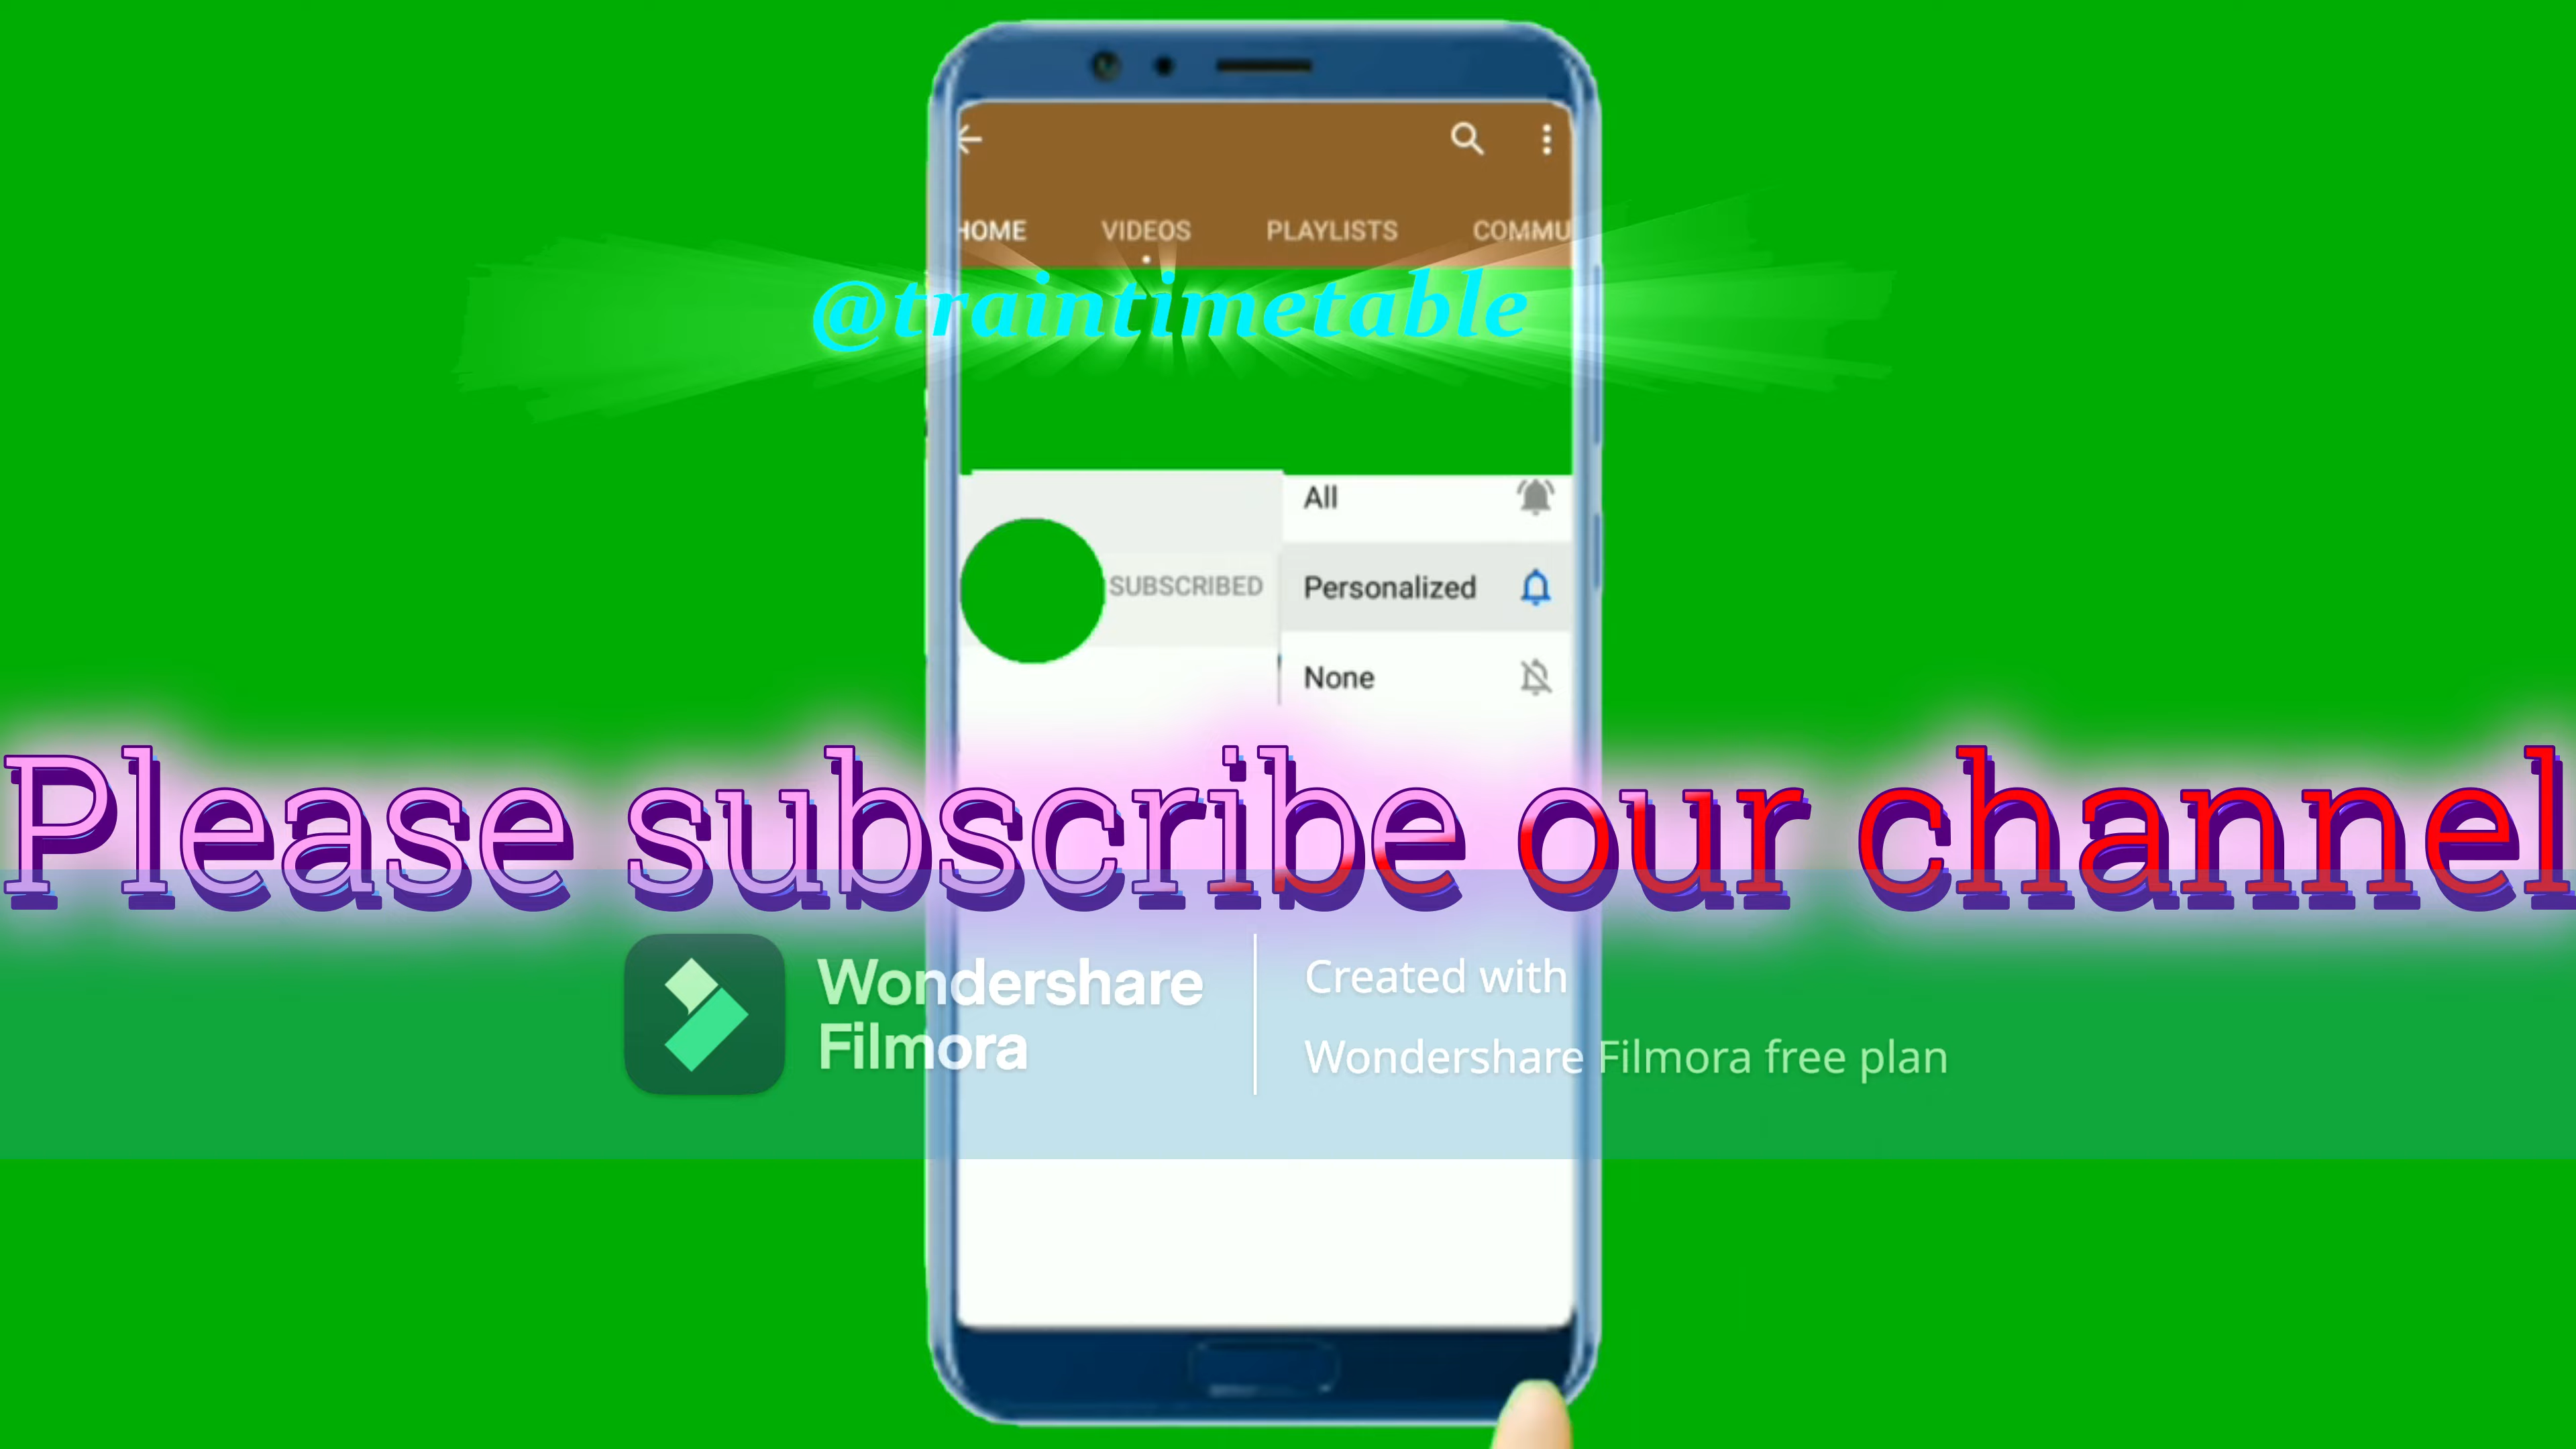 HOME VIDEOS PLAYLISTS COMMU
@traintimetable
All
SUBSCRIBED
Personalized
None
Please subscribe our channel
Wondershare
Filmora
Created with
Wondershare Filmora free plan